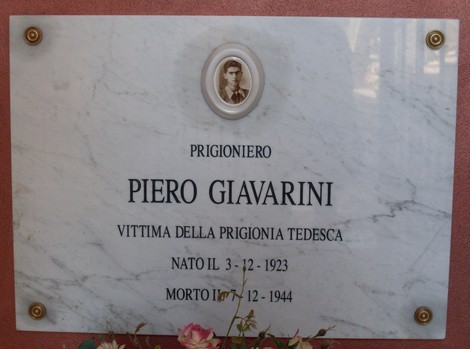 PRIGIONIERO
PIERO GIAVARINI
VITTIMA DELLA PRIGIONIA TEDESCA
NATO IL 3 - 12 - 1923
MORTO IL 7 - 12 - 1944